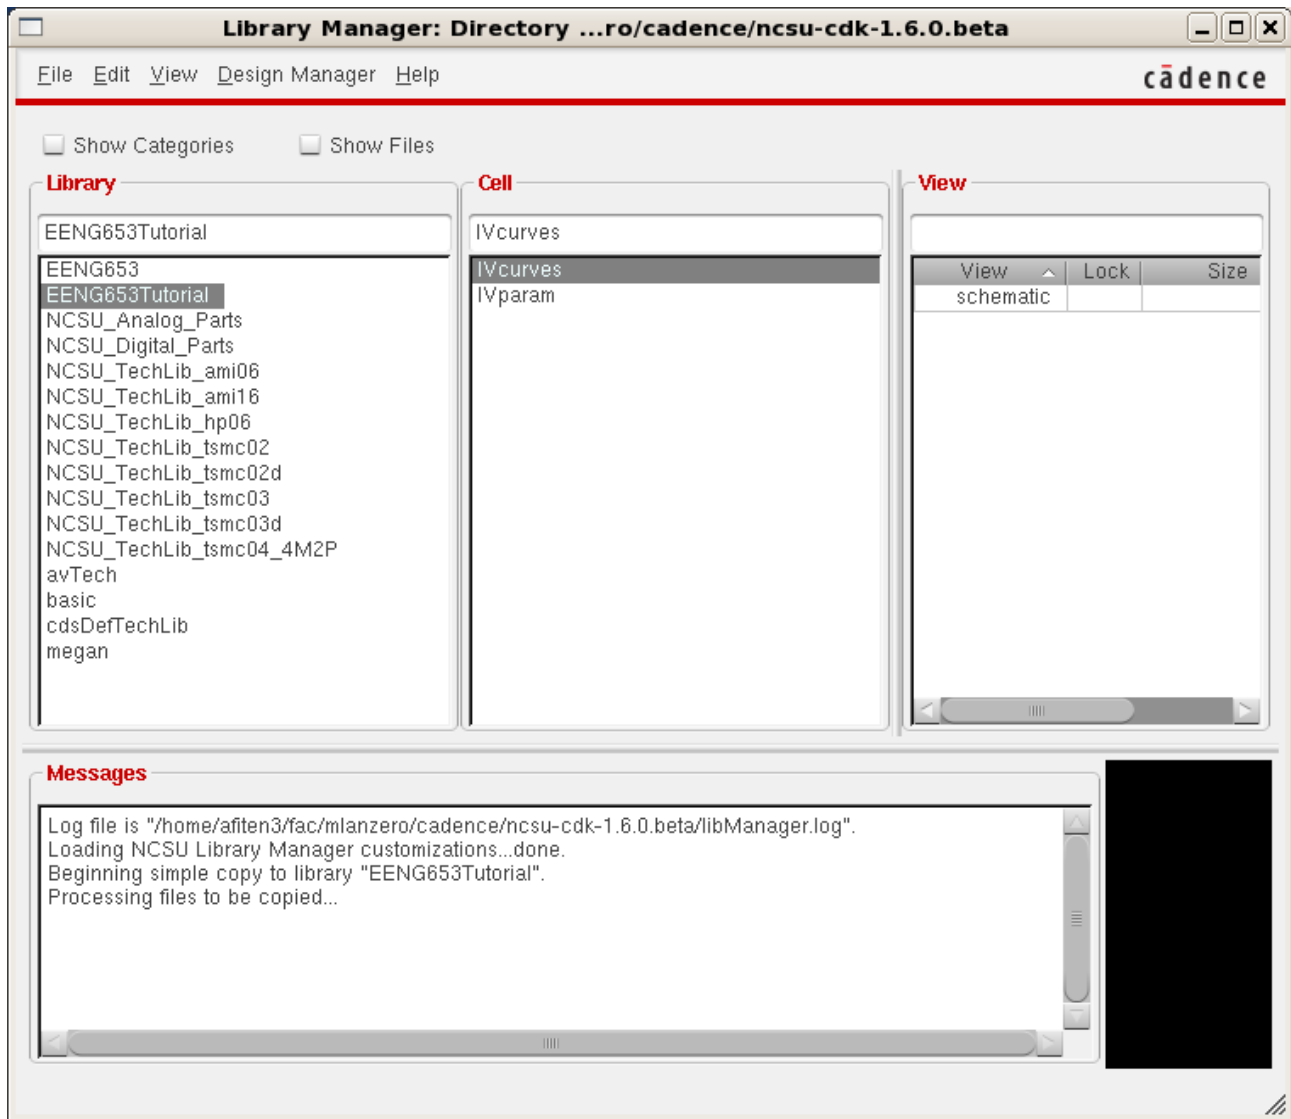 Library Manager: Directory ...ro/cadence/ncsu-cdk-1.6.0.beta
File Edit View Design Manager Help
cādence
Show Categories Show Files
Library
EENG653Tutorial
EENG653
EENG653Tutorial
NCSU_Analog_Parts
NCSU_Digital_Parts
NCSU_TechLib_ami06
NCSU_TechLib_ami16
NCSU_TechLib_hp06
NCSU_TechLib_tsmc02
NCSU_TechLib_tsmc02d
NCSU_TechLib_tsmc03
NCSU_TechLib_tsmc03d
NCSU_TechLib_tsmc04_4M2P
avTech
basic
cdsDefTechLib
megan
Cell
IVcurves
IVcurves
IVparam
View
View Lock Size
schematic
Messages
Log file is "/home/afiten3/fac/mlanzero/cadence/ncsu-cdk-1.6.0.beta/libManager.log".
Loading NCSU Library Manager customizations...done.
Beginning simple copy to library "EENG653Tutorial".
Processing files to be copied...